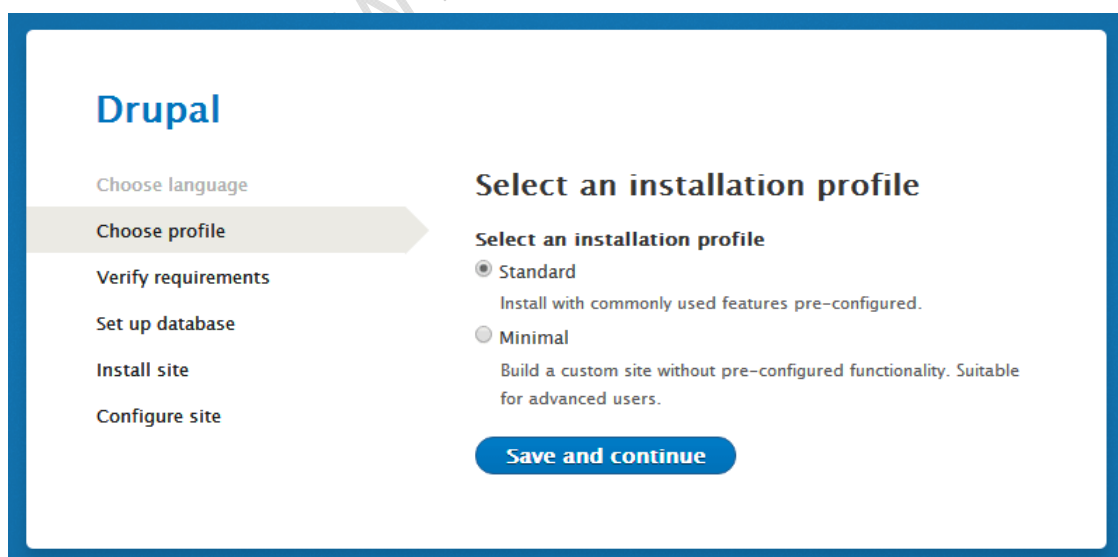 Drupal
Choose language
Choose profile
Verify requirements
Set up database
Install site
Configure site
Select an installation profile
Select an installation profile
Standard
Install with commonly used features pre-configured.
Minimal
Build a custom site without pre-configured functionality. Suitable
for advanced users.
Save and continue